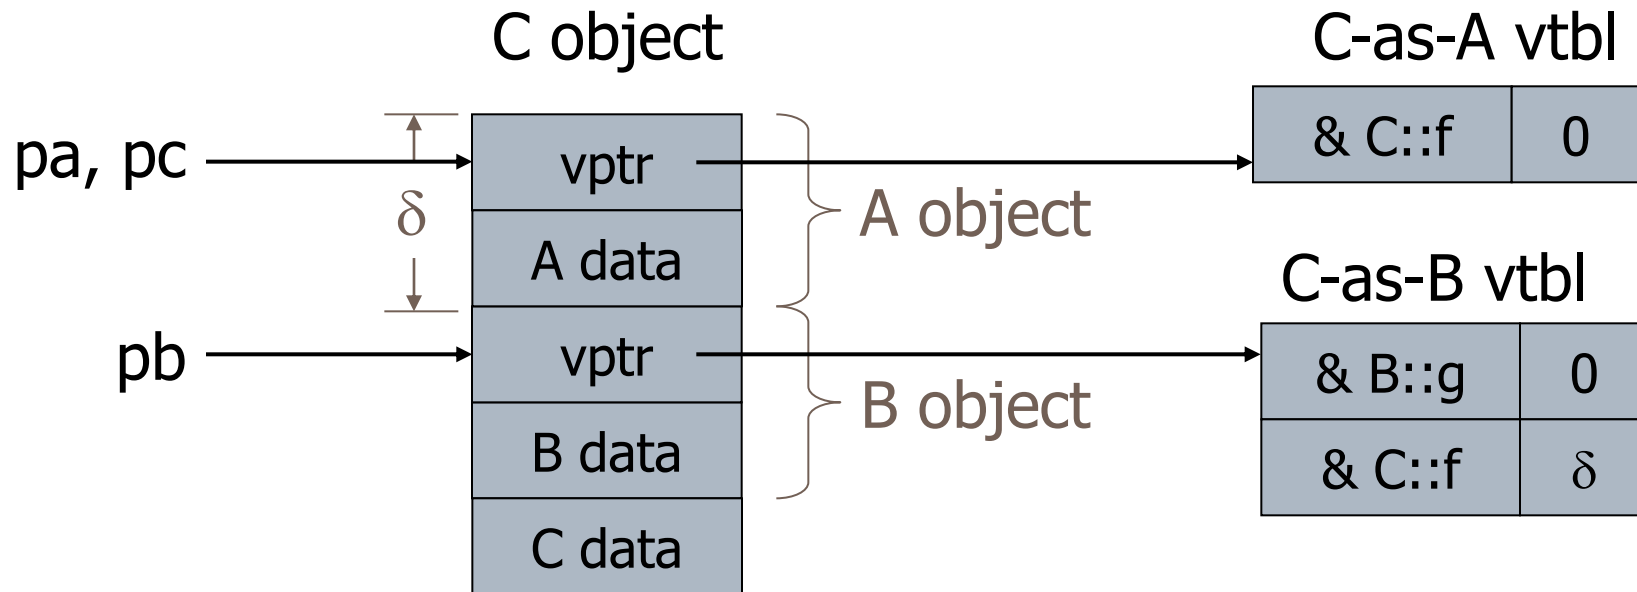 C object
C-as-A vtbl
pa, pc
vptr
& C::f 0
δ
A data
A object
C-as-B vtbl
pb
vptr
& B::g 0
B object
B data
& C::f δ
C data